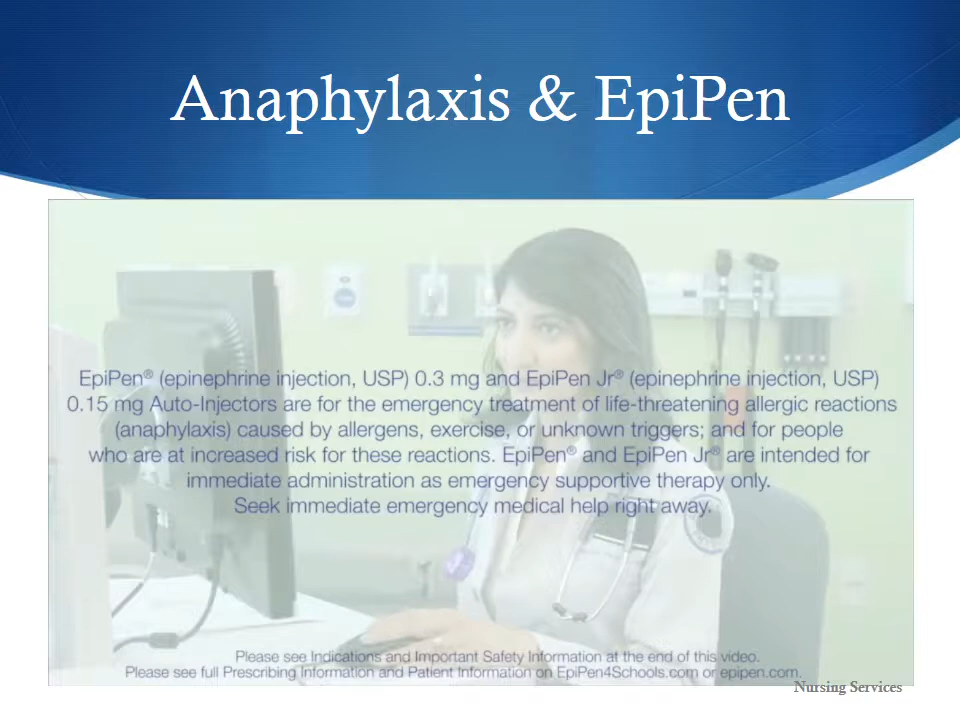 Anaphylaxis & EpiPen
EpiPen® (epinephrine injection, USP) 0.3 mg and EpiPen Jr® (epinephrine injection, USP)
0.15 mg Auto-Injectors are for the emergency treatment of life-threatening allergic reactions
(anaphylaxis) caused by allergens, exercise, or unknown triggers; and for people
who are at increased risk for these reactions. EpiPen® and EpiPen Jr® are intended for
immediate administration as emergency supportive therapy only.
Seek immediate emergency medical help right away.
Please see Indications and Important Safety Information at the end of this video.
Please see full Prescribing Information and Patient Information on EpiPen4Schools.com or epipen.com.
Nursing Services